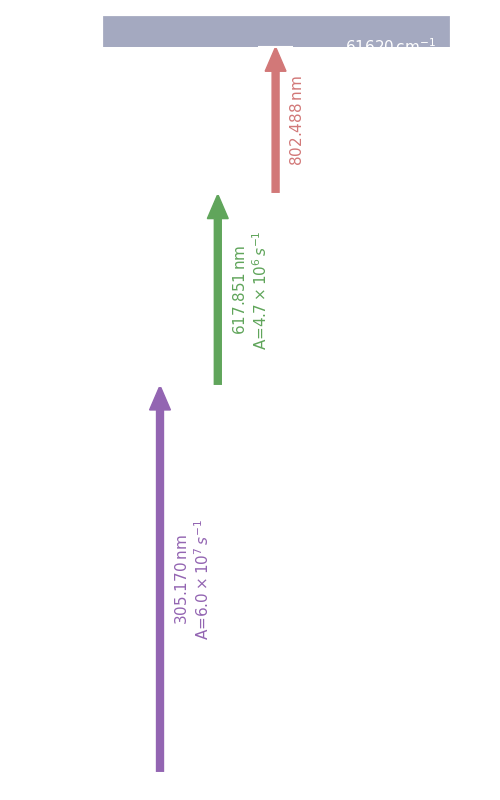 61620 cm⁻¹
802.488 nm
617.851 nm
A=4.7 × 10⁶ s⁻¹
305.170 nm
A=6.0 × 10⁷ s⁻¹